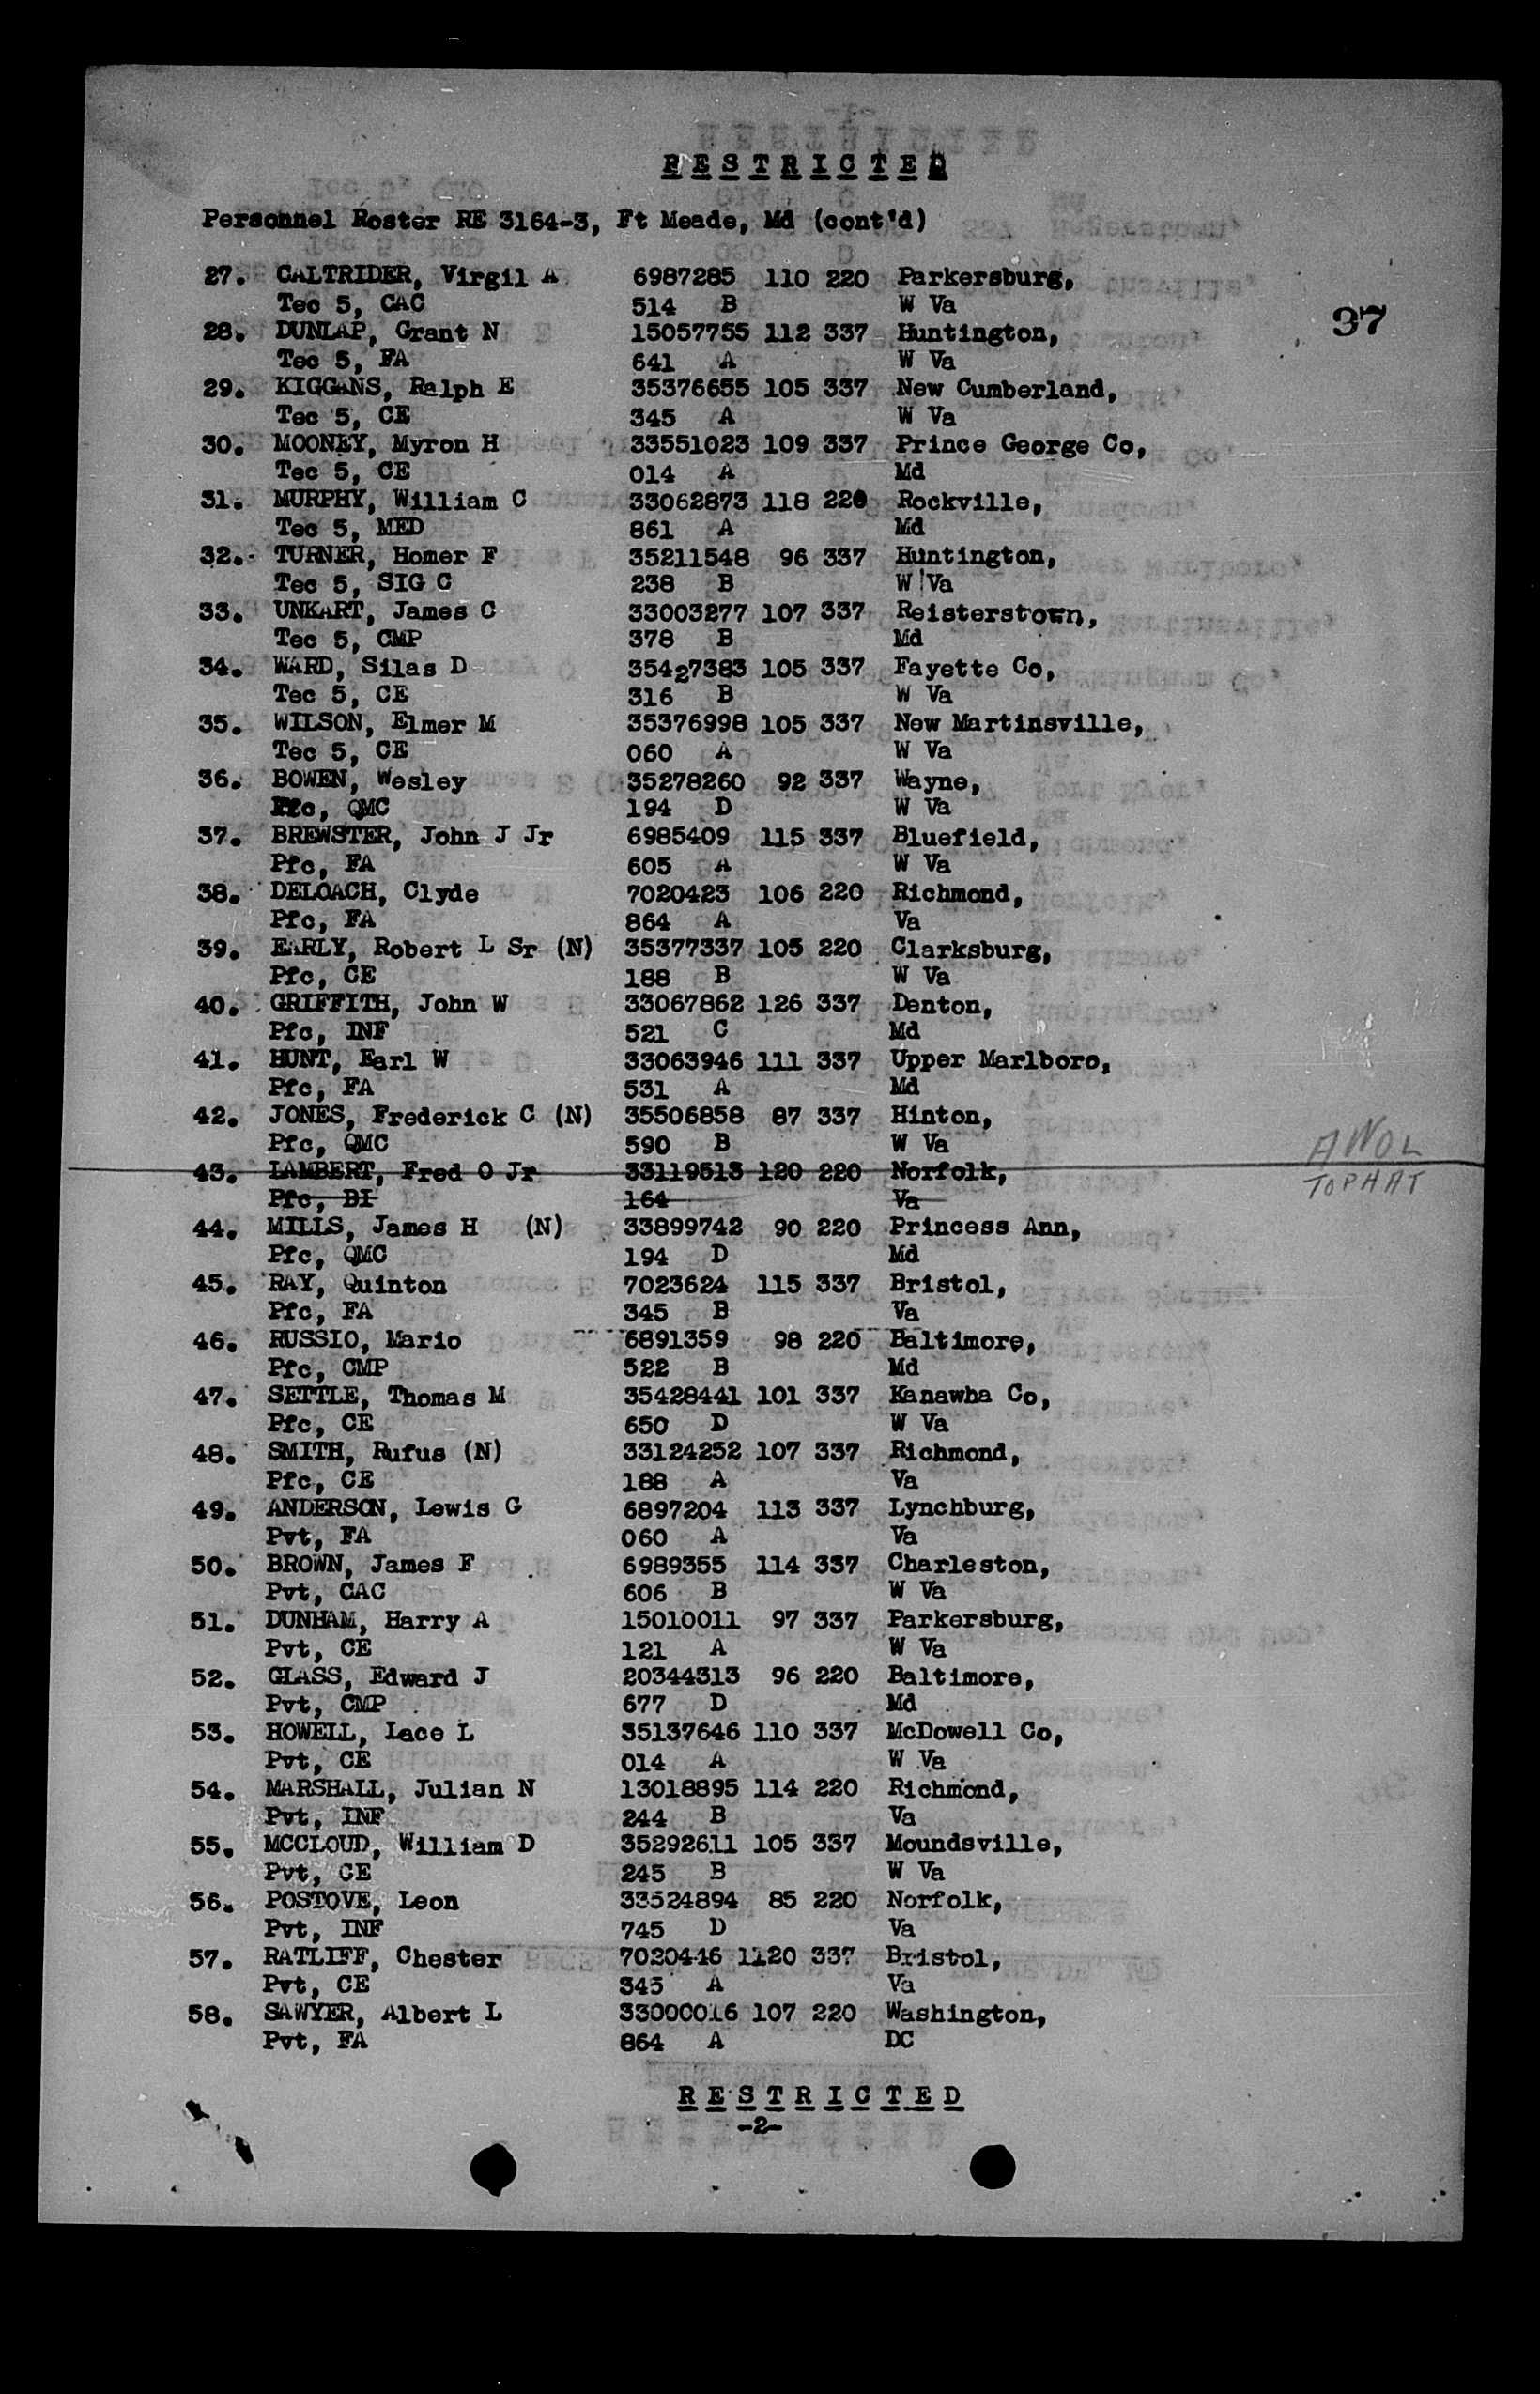 RESTRICTED
Personnel Roster RE 3164-3, Ft Meade, Md (cont'd)
27. CALTRIDER, Virgil A 6987285 110 220 Parkersburg,
Tec 5, CAC 514 B W Va
97
28. DUNLAP, Grant N 15057755 112 337 Huntington,
Tec 5, FA 641 A W Va
29. KIGGANS, Ralph E 35376655 105 337 New Cumberland,
Tec 5, CE 345 A W Va
30. MOONEY, Myron H 33551023 109 337 Prince George Co,
Tec 5, CE 014 A Md
31. MURPHY, William C 33062873 118 220 Rockville,
Tec 5, MED 861 A Md
32. TURNER, Homer F 35211548 96 337 Huntington,
Tec 5, SIG C 238 B W Va
33. UNKART, James C 33003277 107 337 Reisterstown,
Tec 5, CMP 378 B Md
34. WARD, Silas D 35427383 105 337 Fayette Co,
Tec 5, CE 316 B W Va
35. WILSON, Elmer M 35376998 105 337 New Martinsville,
Tec 5, CE 060 A W Va
36. BOWEN, Wesley 35278260 92 337 Wayne,
Pfc, QMC 194 D W Va
37. BREWSTER, John J Jr 6985409 115 337 Bluefield,
Pfc, FA 605 A W Va
38. DELOACH, Clyde 7020423 106 220 Richmond,
Pfc, FA 864 A Va
39. EARLY, Robert L Sr (N) 35377337 105 220 Clarksburg,
Pfc, CE 188 B W Va
40. GRIFFITH, John W 33067862 126 337 Denton,
Pfc, INF 521 C Md
41. HUNT, Earl W 33063946 111 337 Upper Marlboro,
Pfc, FA 531 A Md
42. JONES, Frederick C (N) 35506858 87 337 Hinton,
Pfc, QMC 590 B W Va
AWOL
43. LAMBERT, Fred O Jr 33119513 120 220 Norfolk,
TOPHAT
Pfc, BI 164 Va
44. MILLS, James H (N) 33899742 90 220 Princess Ann,
Pfc, QMC 194 D Md
45. RAY, Quinton 7023624 115 337 Bristol,
Pfc, FA 345 B Va
46. RUSSIO, Mario 6891359 98 220 Baltimore,
Pfc, CMP 522 B Md
47. SETTLE, Thomas M 35428441 101 337 Kanawha Co,
Pfc, CE 650 D W Va
48. SMITH, Rufus (N) 33124252 107 337 Richmond,
Pfc, CE 188 A Va
49. ANDERSON, Lewis G 6897204 113 337 Lynchburg,
Pvt, FA 060 A Va
50. BROWN, James F 6989355 114 337 Charleston,
Pvt, CAC 606 B W Va
51. DUNHAM, Harry A 15010011 97 337 Parkersburg,
Pvt, CE 121 A W Va
52. GLASS, Edward J 20344313 96 220 Baltimore,
Pvt, CMP 677 D Md
53. HOWELL, Lace L 35137646 110 337 McDowell Co,
Pvt, CE 014 A W Va
54. MARSHALL, Julian N 13018895 114 220 Richmond,
Pvt, INF 244 B Va
55. MCCLOUD, William D 35292611 105 337 Moundsville,
Pvt, CE 245 B W Va
56. POSTOVE, Leon 33524894 85 220 Norfolk,
Pvt, INF 745 D Va
57. RATLIFF, Chester 7020446 1120 337 Bristol,
Pvt, CE 345 A Va
58. SAWYER, Albert L 33000016 107 220 Washington,
Pvt, FA 864 A DC
RESTRICTED
-2-